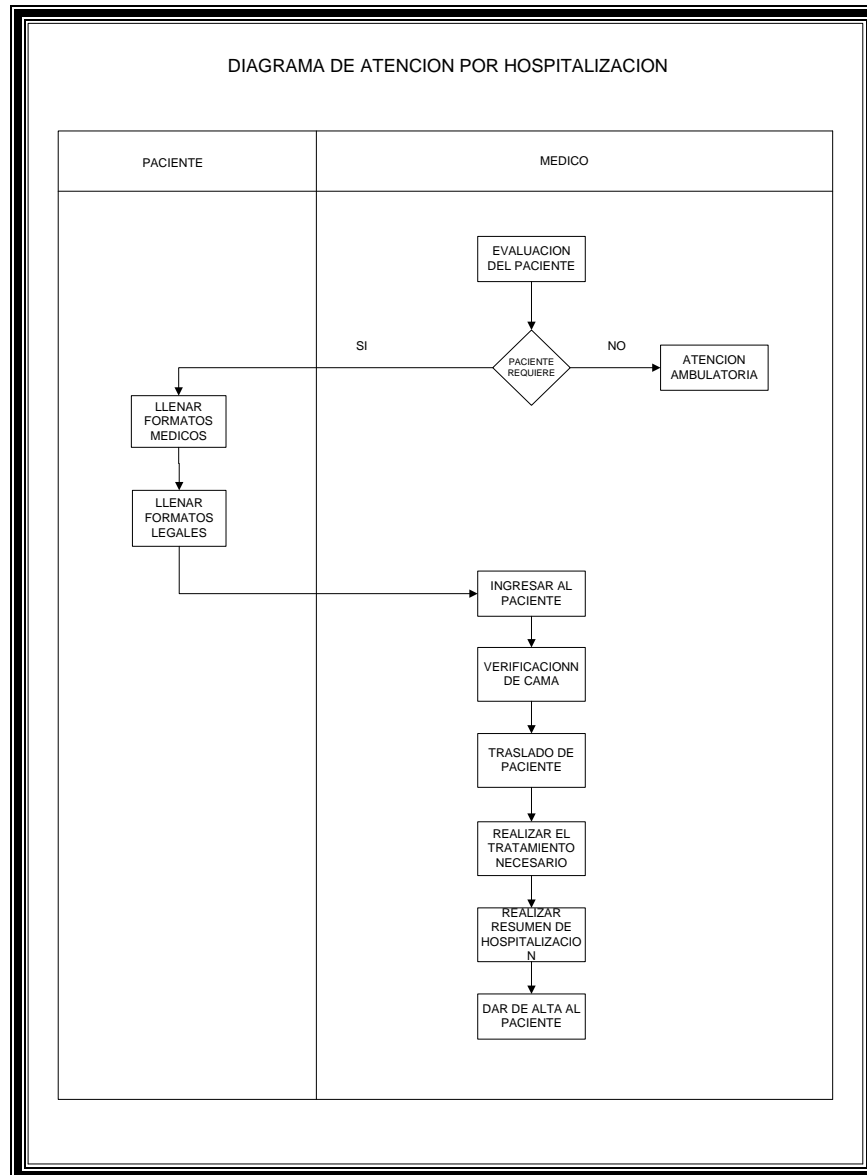 DIAGRAMA DE ATENCION POR HOSPITALIZACION
PACIENTE
MEDICO
EVALUACION
DEL PACIENTE
SI
PACIENTE
REQUIERE
NO
ATENCION
AMBULATORIA
LLENAR
FORMATOS
MEDICOS
LLENAR
FORMATOS
LEGALES
INGRESAR AL
PACIENTE
VERIFICACIONN
DE CAMA
TRASLADO DE
PACIENTE
REALIZAR EL
TRATAMIENTO
NECESARIO
REALIZAR
RESUMEN DE
HOSPITALIZACIO
N
DAR DE ALTA AL
PACIENTE